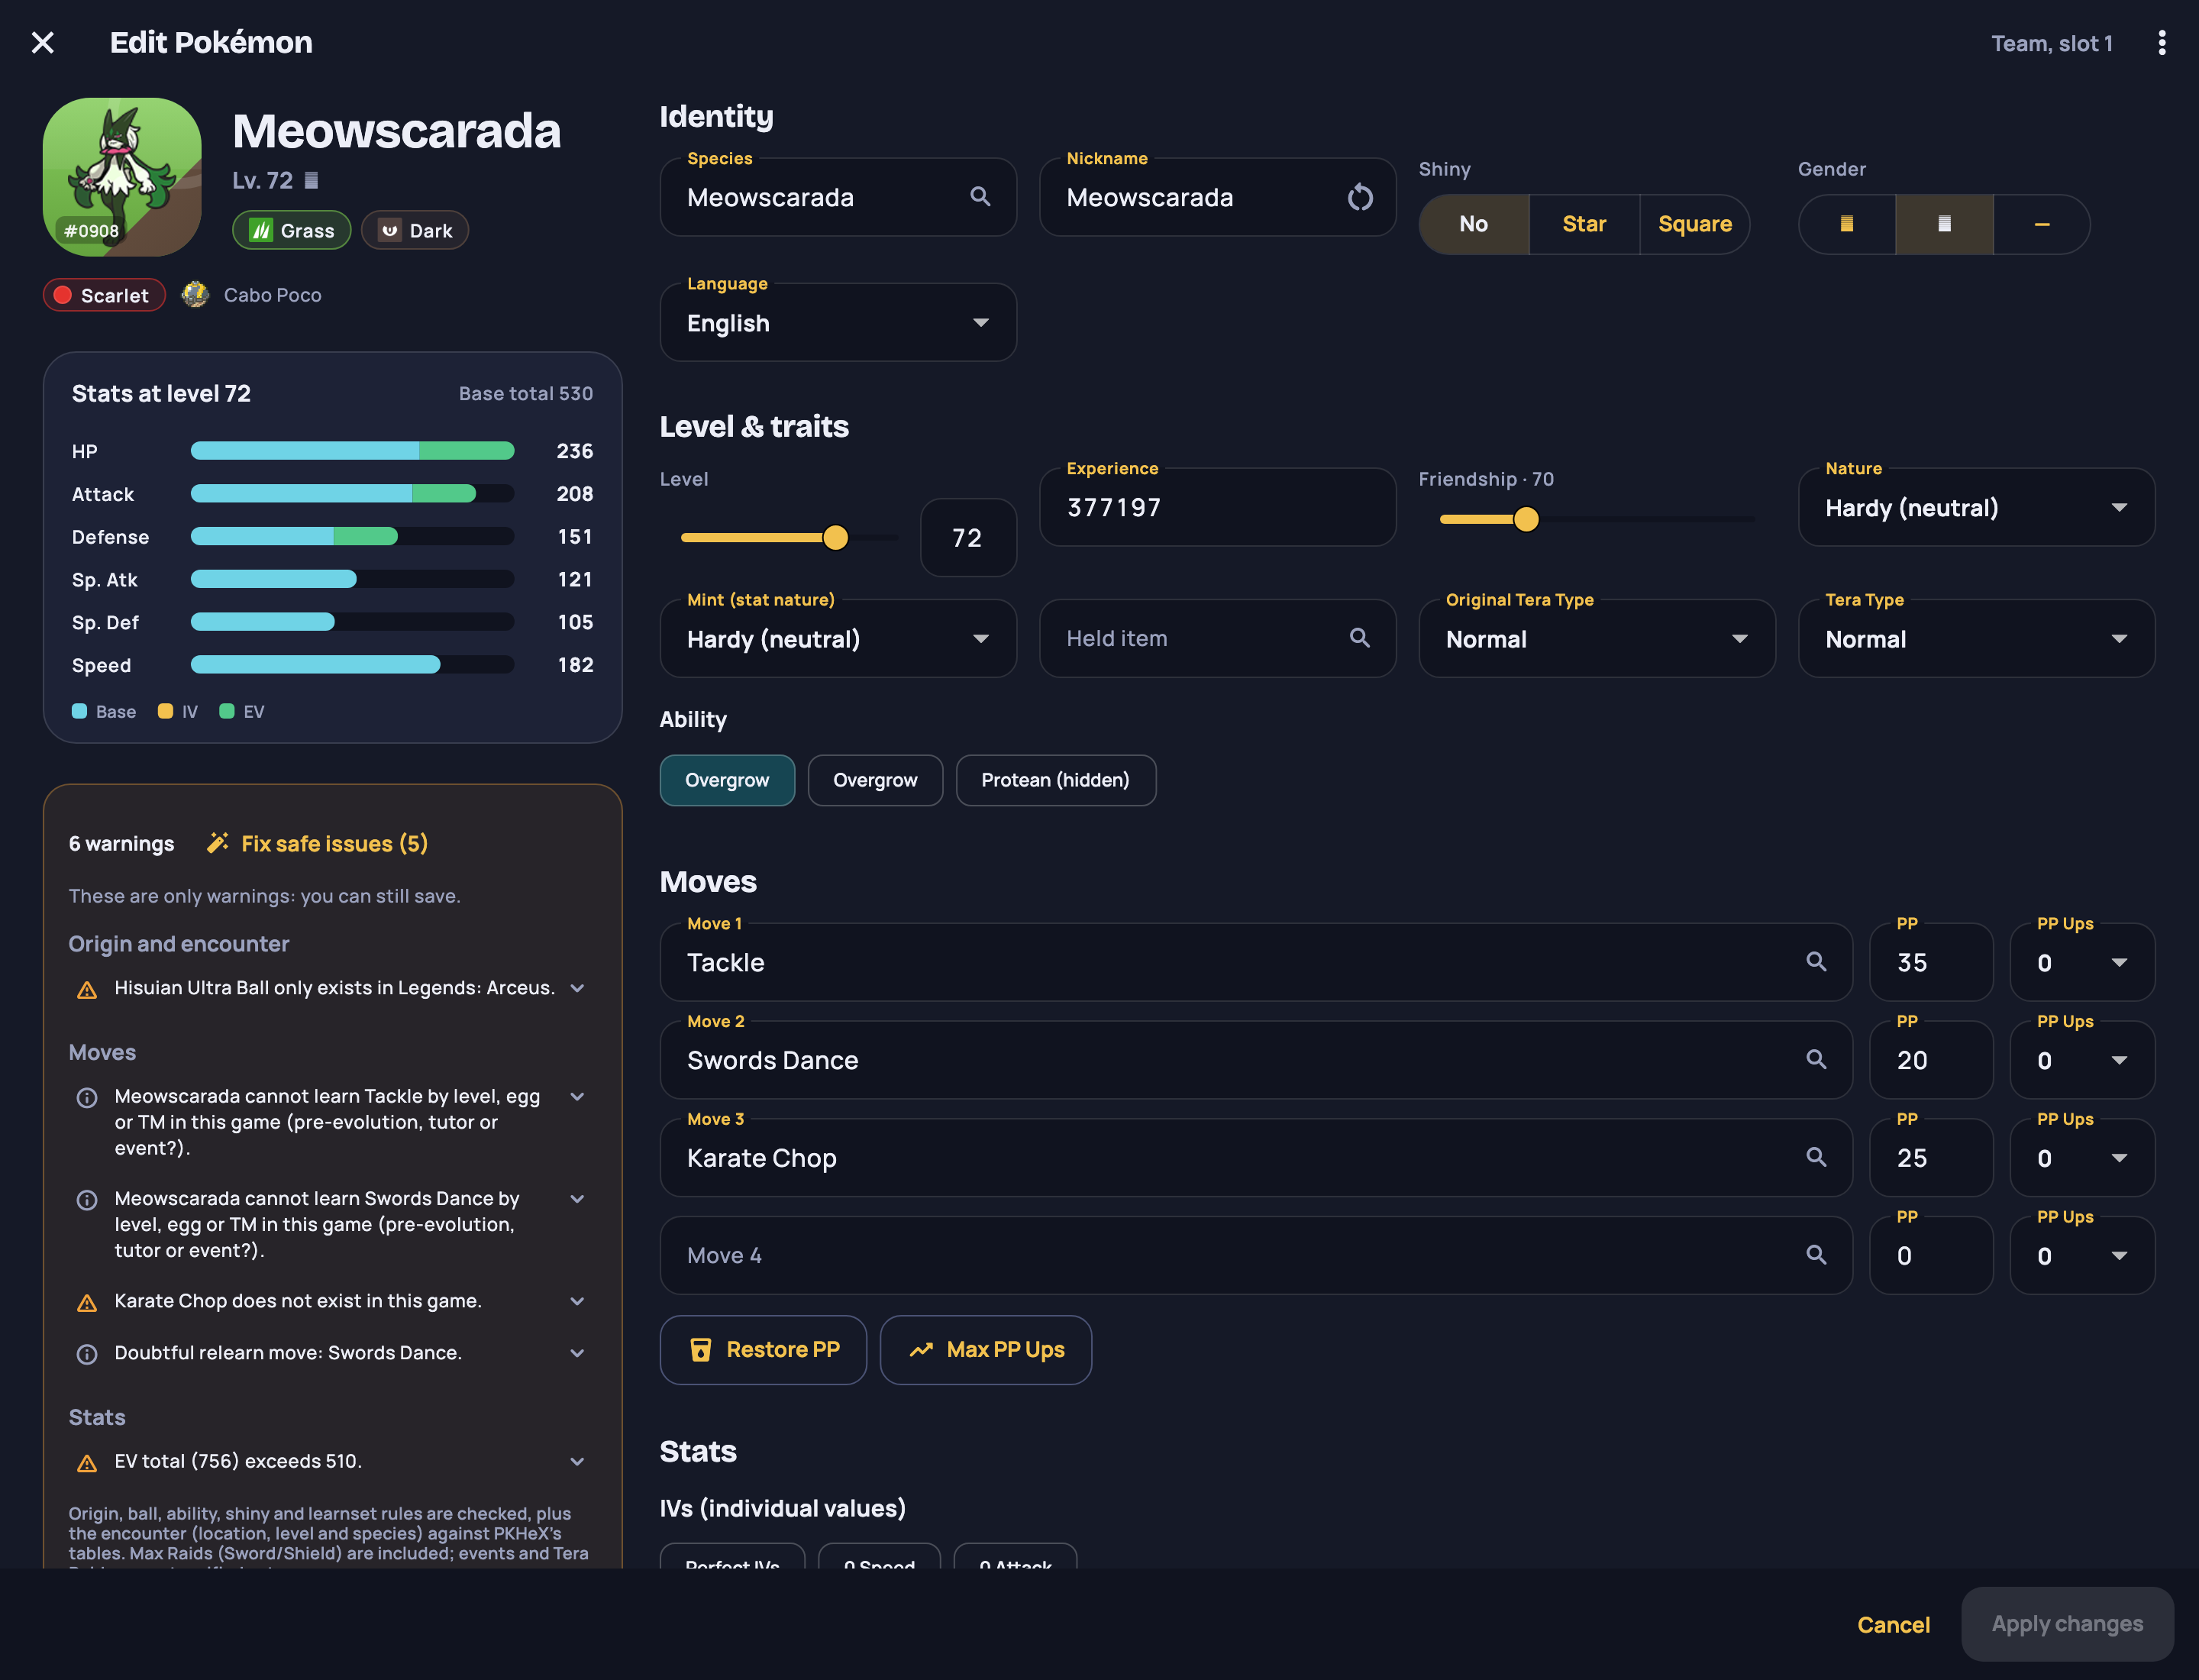 Edit Pokémon
Team, slot 1
#0908
Meowscarada
Lv. 72
Grass
Dark
Scarlet
Cabo Poco
Stats at level 72
Base total 530
HP 236
Attack 208
Defense 151
Sp. Atk 121
Sp. Def 105
Speed 182
Base IV EV
6 warnings
Fix safe issues (5)
These are only warnings: you can still save.
Origin and encounter
Hisuian Ultra Ball only exists in Legends: Arceus.
Moves
Meowscarada cannot learn Tackle by level, egg
or TM in this game (pre-evolution, tutor or
event?).
Meowscarada cannot learn Swords Dance by
level, egg or TM in this game (pre-evolution,
tutor or event?).
Karate Chop does not exist in this game.
Doubtful relearn move: Swords Dance.
Stats
EV total (756) exceeds 510.
Origin, ball, ability, shiny and learnset rules are checked, plus
the encounter (location, level and species) against PKHeX's
tables. Max Raids (Sword/Shield) are included; events and Tera
Identity
Species
Meowscarada
Nickname
Meowscarada
Shiny
No
Star
Square
Gender
–
Language
English
Level & traits
Level
72
Experience
377197
Friendship · 70
Nature
Hardy (neutral)
Mint (stat nature)
Hardy (neutral)
Held item
Original Tera Type
Normal
Tera Type
Normal
Ability
Overgrow
Overgrow
Protean (hidden)
Moves
Move 1
Tackle
PP
35
PP Ups
0
Move 2
Swords Dance
PP
20
PP Ups
0
Move 3
Karate Chop
PP
25
PP Ups
0
Move 4
PP
0
PP Ups
0
Restore PP
Max PP Ups
Stats
IVs (individual values)
Perfect IVs
0 Speed
0 Attack
Cancel
Apply changes